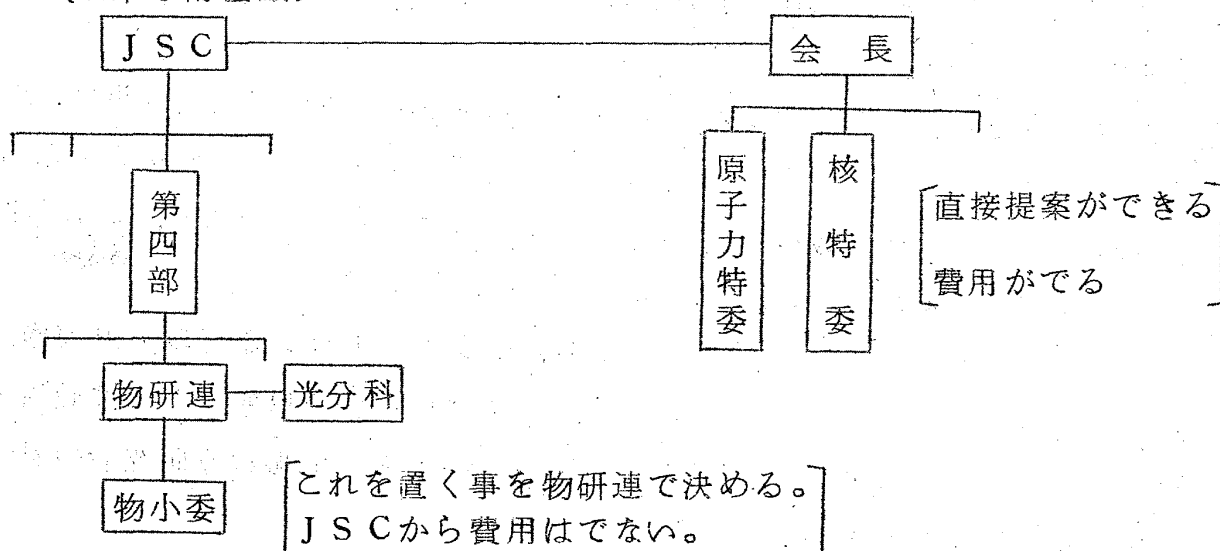 JSC
会長
原子力特委
核特委
直接提案ができる
費用がでる
第四部
物研連
光分科
物小委
これを置く事を物研連で決める。
JSCから費用はでない。